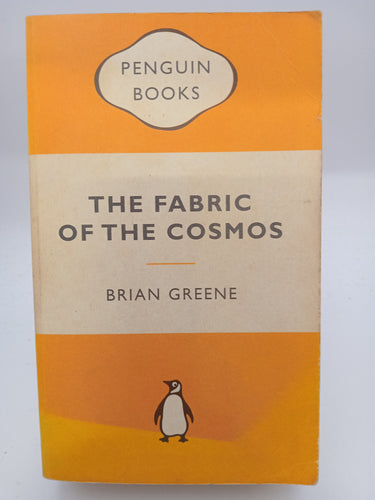 PENGUIN
BOOKS
THE FABRIC
OF THE COSMOS
BRIAN GREENE